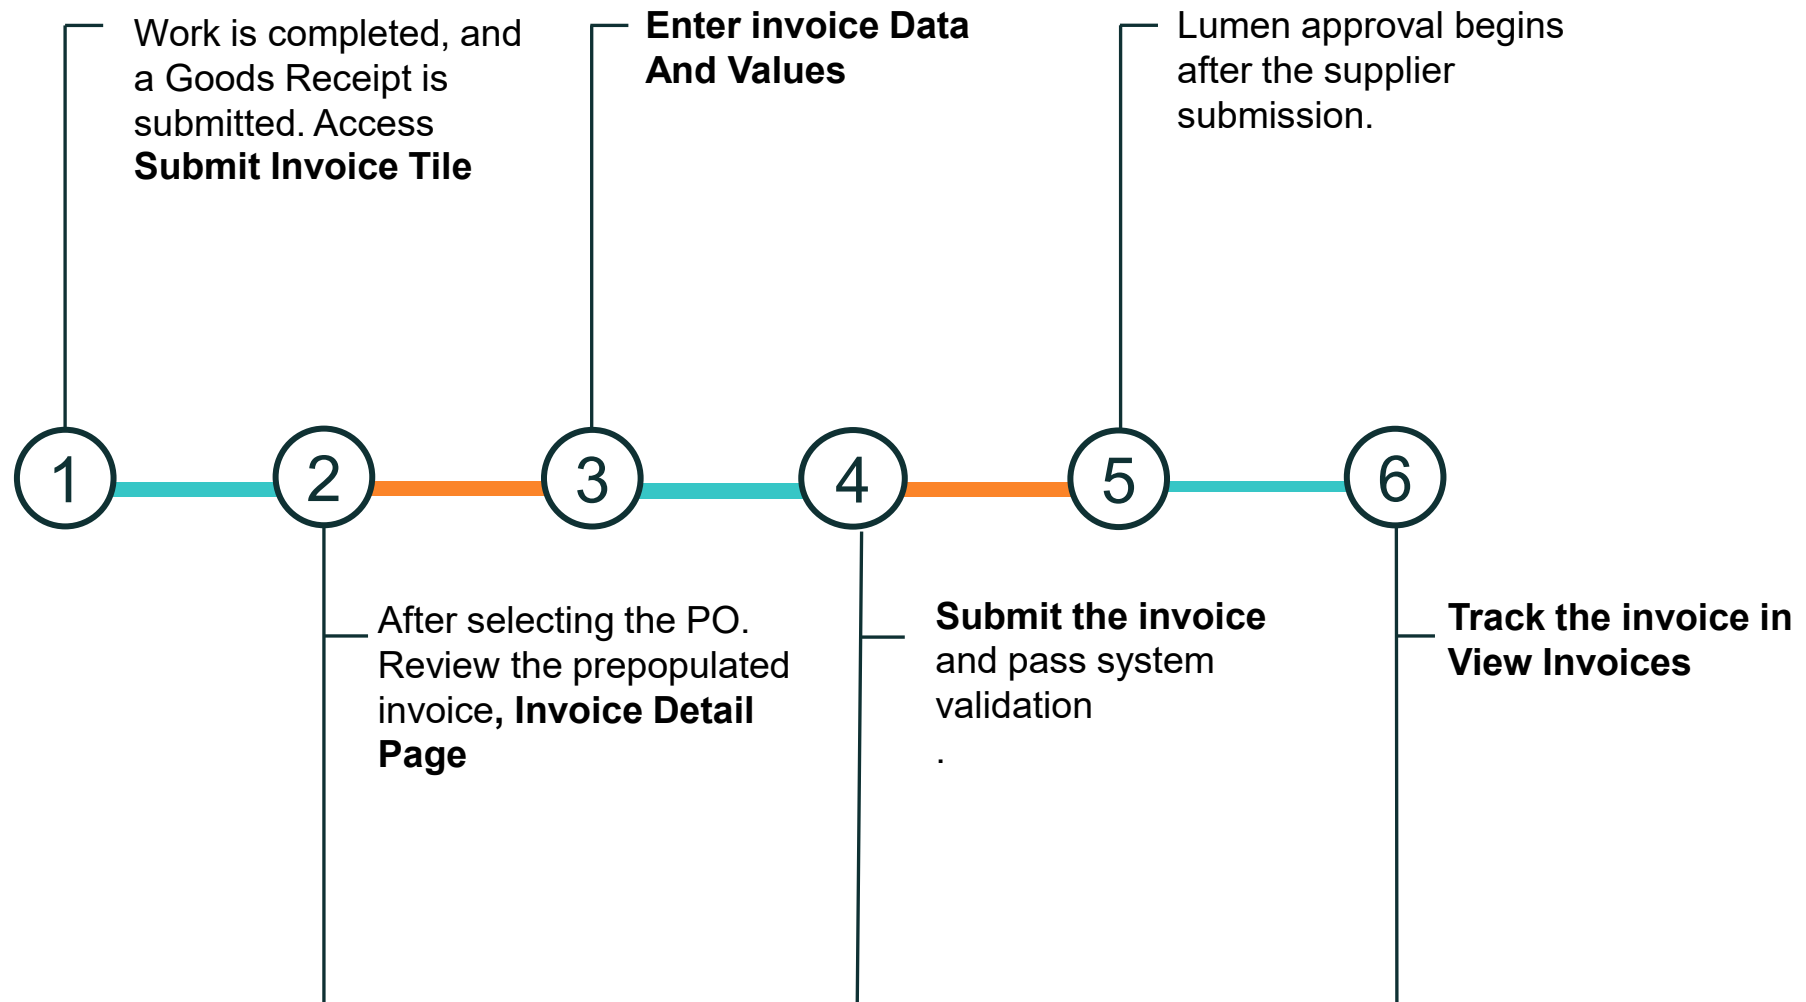 Work is completed, and
a Goods Receipt is
submitted. Access
Submit Invoice Tile
Enter invoice Data
And Values
Lumen approval begins
after the supplier
submission.
1
2
3
4
5
6
After selecting the PO.
Review the prepopulated
invoice, Invoice Detail
Page
Submit the invoice
and pass system
validation
.
Track the invoice in
View Invoices